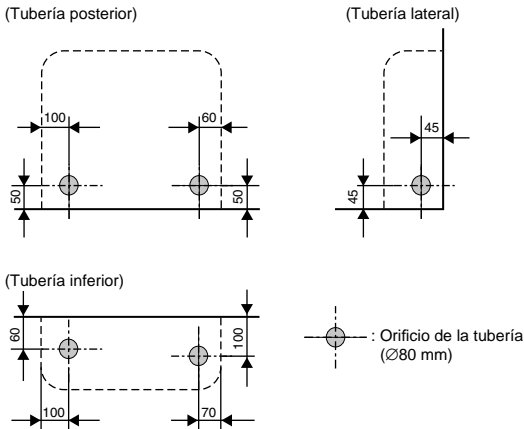 (Tubería posterior)
(Tubería lateral)
100
60
50
50
45
45
(Tubería inferior)
60
100
100
70
: Orificio de la tubería
(Ø80 mm)